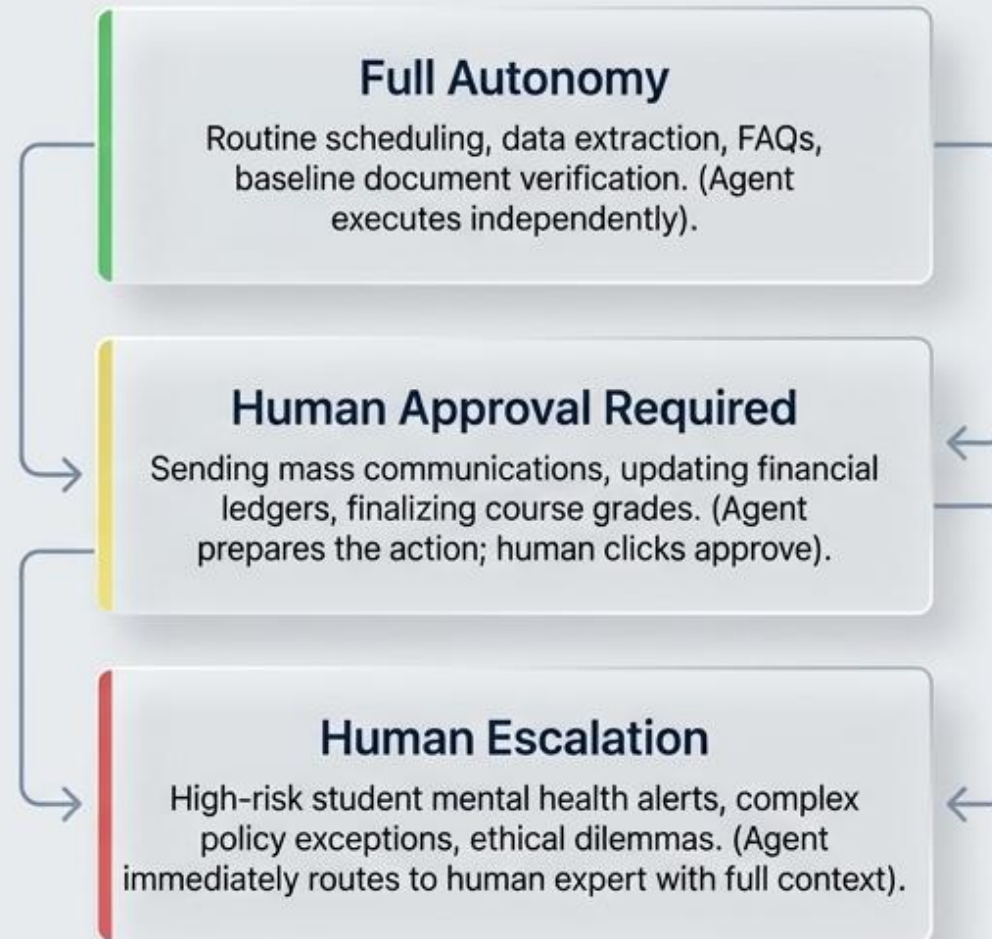 Full Autonomy
Routine scheduling, data extraction, FAQs,
baseline document verification. (Agent
executes independently).
Human Approval Required
Sending mass communications, updating financial
ledgers, finalizing course grades. (Agent
prepares the action; human clicks approve).
Human Escalation
High-risk student mental health alerts, complex
policy exceptions, ethical dilemmas. (Agent
immediately routes to human expert with full context).